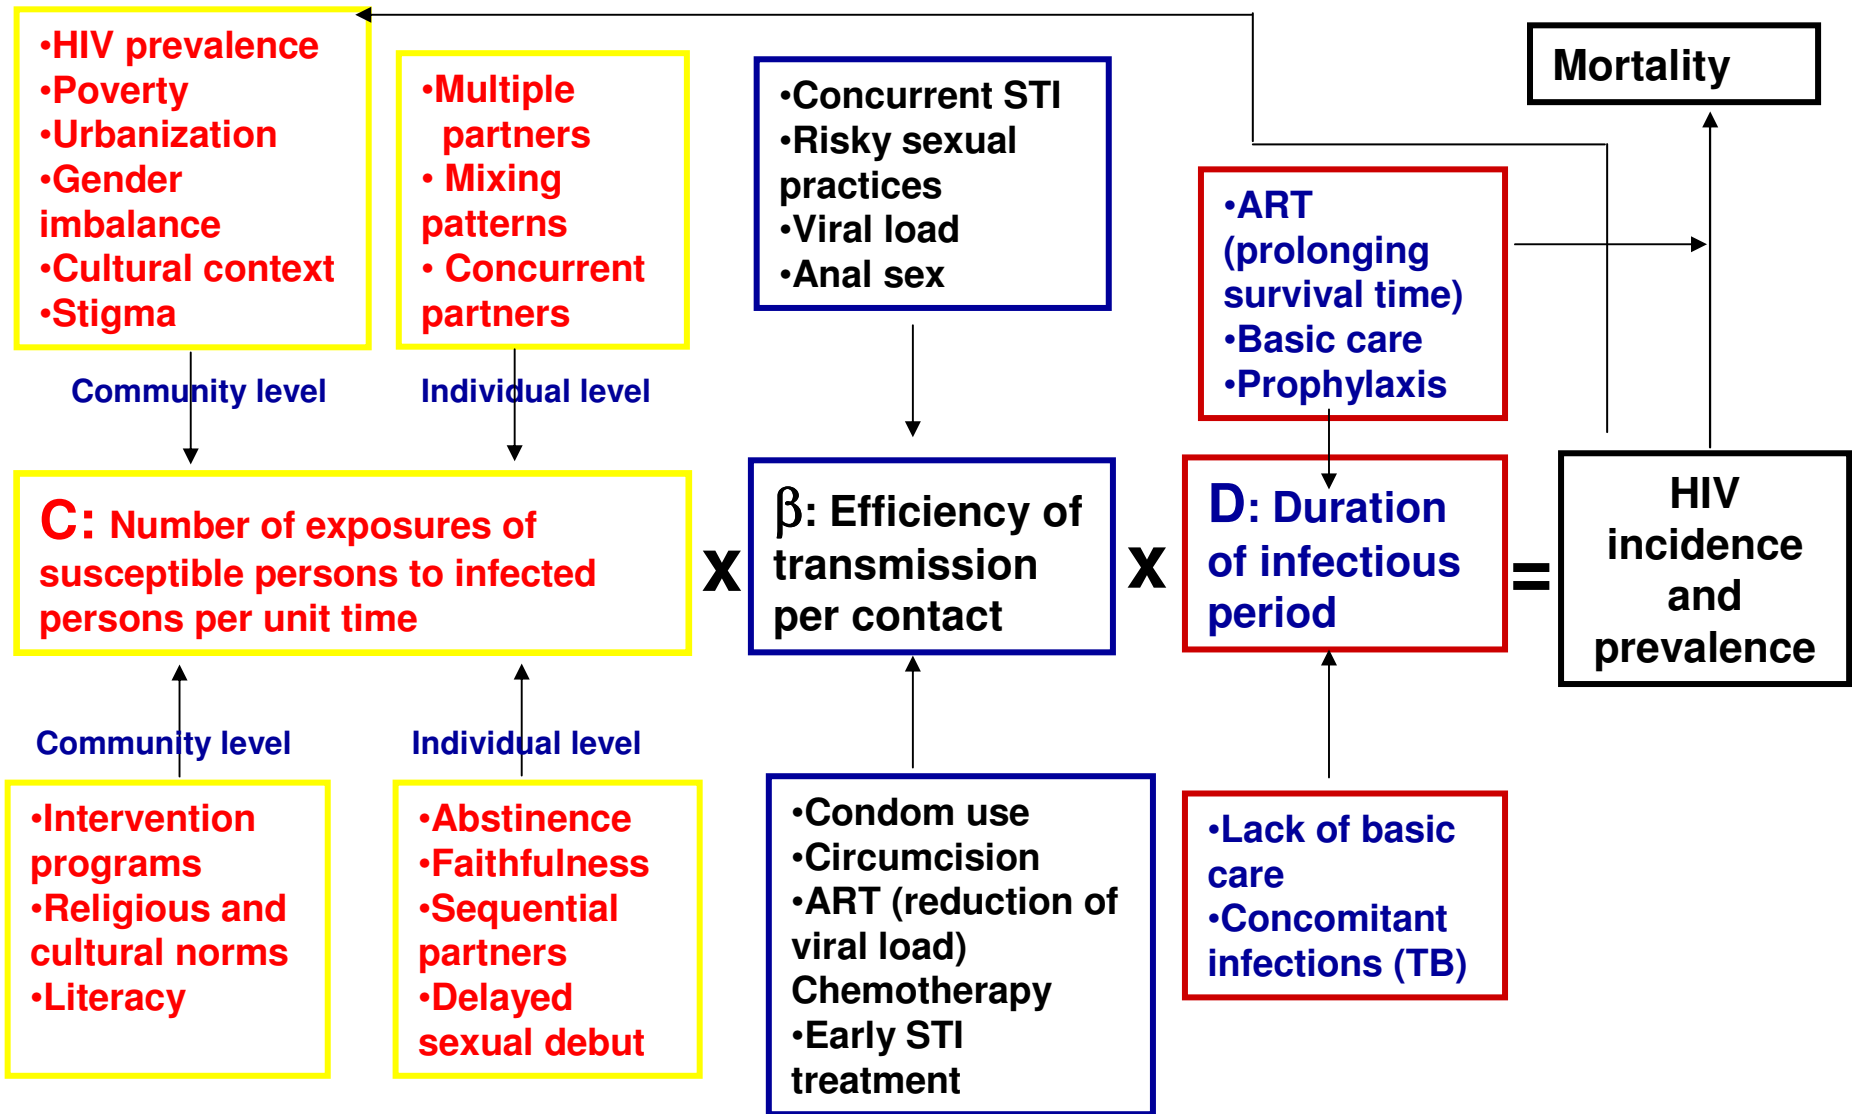 •HIV prevalence
•Poverty
•Urbanization
•Gender
imbalance
•Cultural context
•Stigma
•Multiple
partners
• Mixing
patterns
• Concurrent
partners
•Concurrent STI
•Risky sexual
practices
•Viral load
•Anal sex
Mortality
•ART
(prolonging
survival time)
•Basic care
•Prophylaxis
Community level
Individual level
C: Number of exposures of
susceptible persons to infected
persons per unit time
x
β: Efficiency of
transmission
per contact
x
D: Duration
of infectious
period
=
HIV
incidence
and
prevalence
Community level
Individual level
•Intervention
programs
•Religious and
cultural norms
•Literacy
•Abstinence
•Faithfulness
•Sequential
partners
•Delayed
sexual debut
•Condom use
•Circumcision
•ART (reduction of
viral load)
Chemotherapy
•Early STI
treatment
•Lack of basic
care
•Concomitant
infections (TB)